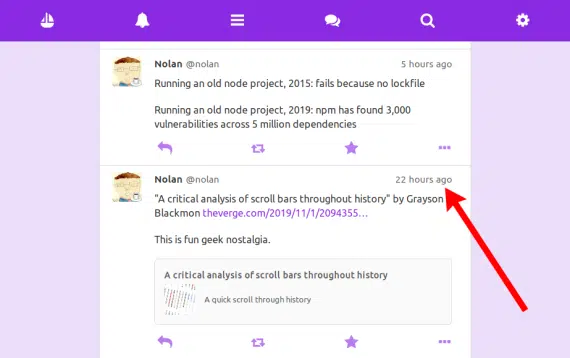 Nolan @nolan 5 hours ago
Running an old node project, 2015: fails because no lockfile
Running an old node project, 2019: npm has found 3,000
vulnerabilities across 5 million dependencies
Nolan @nolan 22 hours ago
"A critical analysis of scroll bars throughout history" by Grayson
Blackmon theverge.com/2019/11/1/2094355…
This is fun geek nostalgia.
A critical analysis of scroll bars throughout history
A quick scroll through history